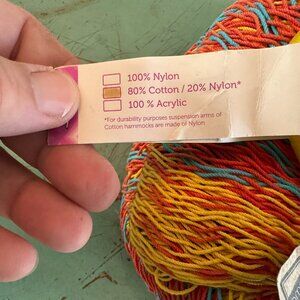 100% Nylon
80% Cotton / 20% Nylon*
100 % Acrylic
*For durability purposes suspension arms of
Cotton hammocks are made of Nylon